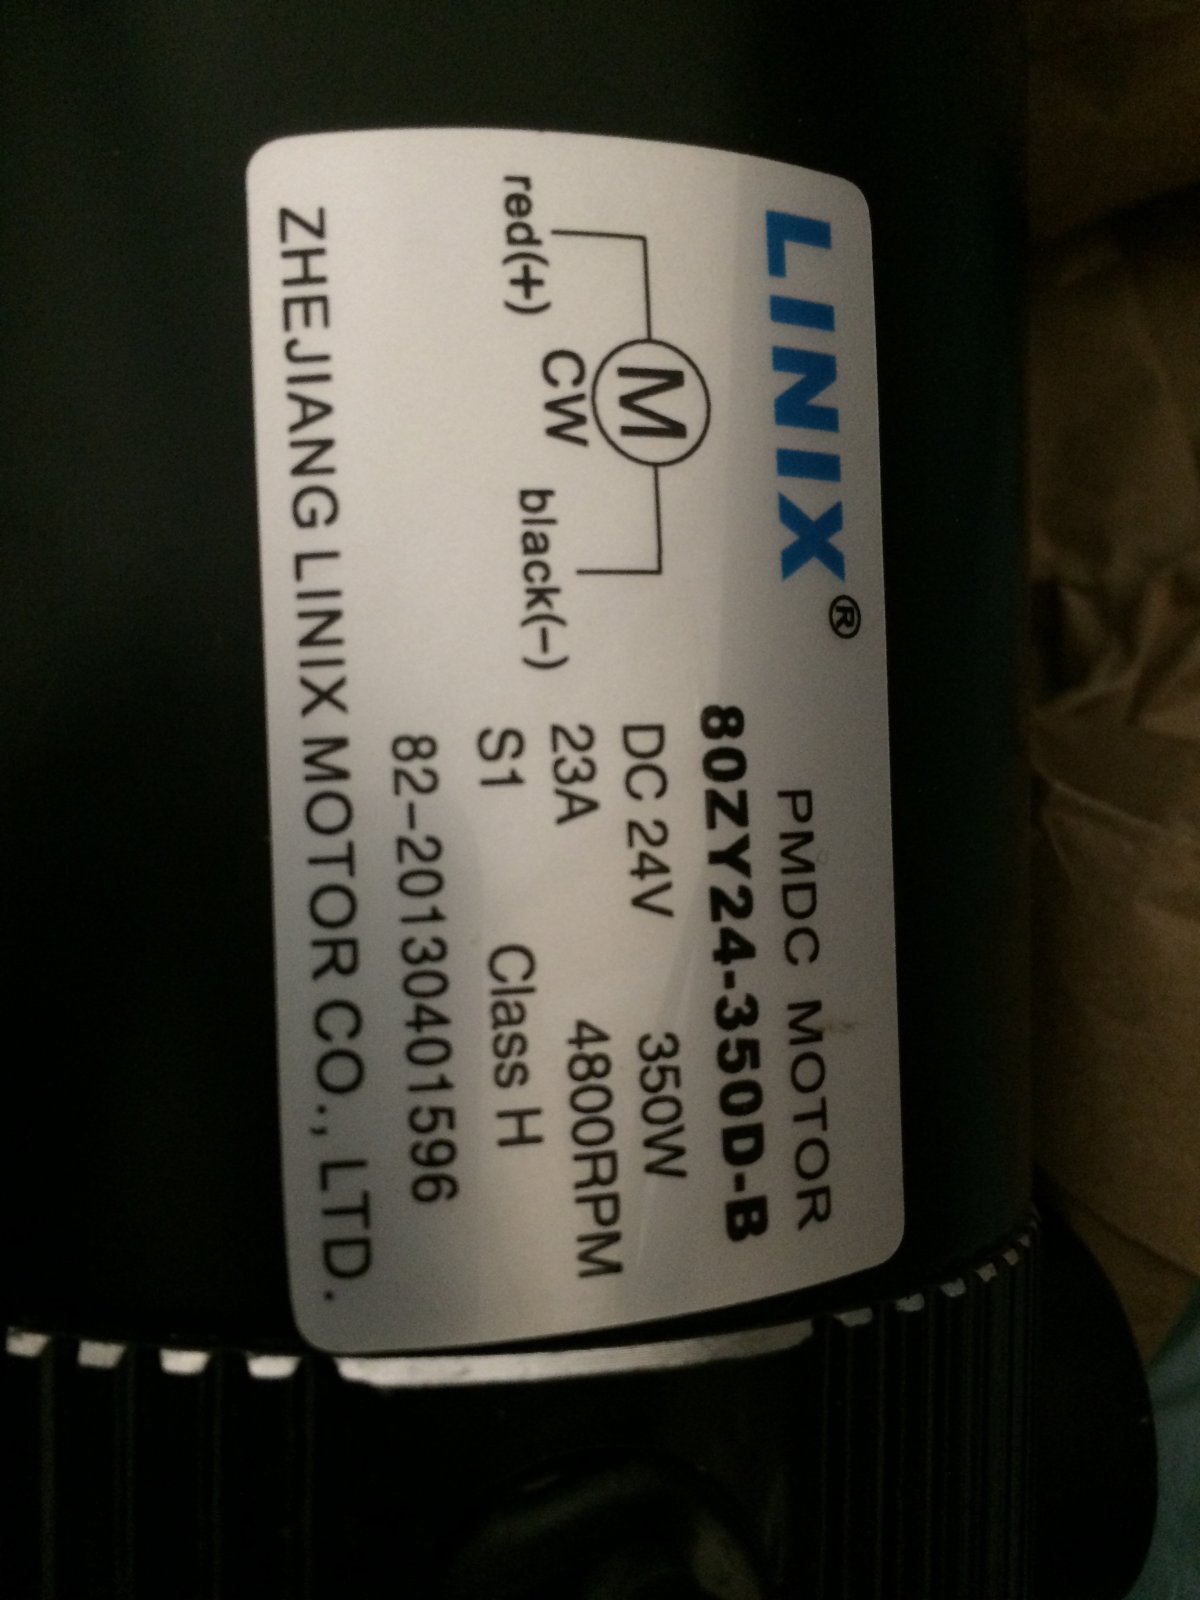 LINIX®
PMDC MOTOR
80ZY24-350D-B
M
DC 24V 350W
red(+) CW black(-)
23A 4800RPM
S1 Class H
82-20130401596
ZHEJIANG LINIX MOTOR CO., LTD.